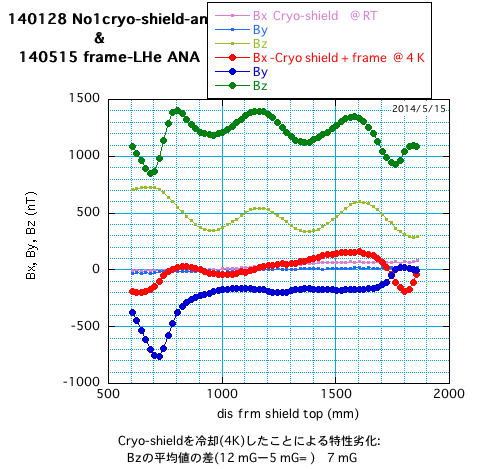 140128 No1cryo-shield-an
&
140515 frame-LHe ANA
Bx Cryo-shield @RT
By
Bz
Bx -Cryo shield + frame @ 4 K
By
Bz
2014/5/15
1500
1000
500
0
-500
-1000
Bx, By, Bz (nT)
500 1000 1500 2000
dis frm shield top (mm)
Cryo-shieldを冷却(4K)したことによる特性劣化:
Bzの平均値の差(12 mGー5 mG= ) 7 mG